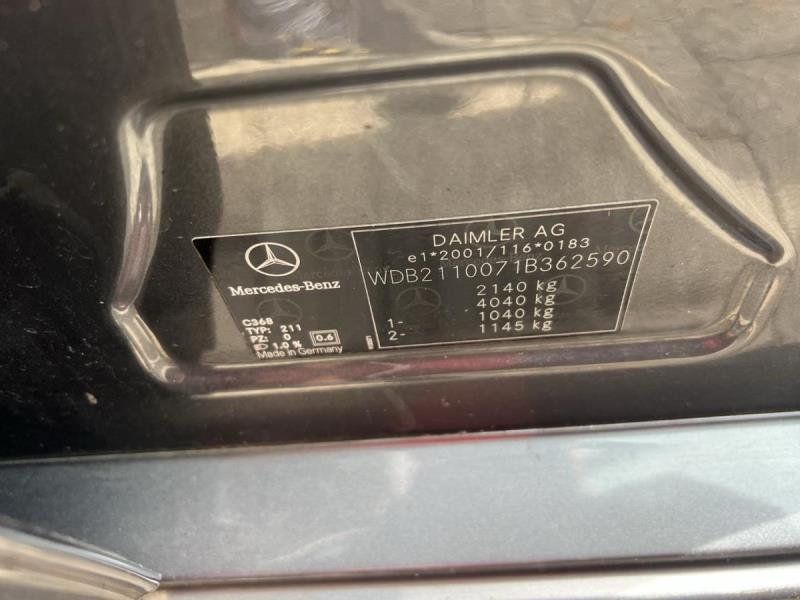 DAIMLER AG
e1*2001/116*0183
WDB2110071B362590
2140 kg
4040 kg
1- 1040 kg
2- 1145 kg
Mercedes-Benz
C368
TYP: 211
PZ: 0
1.0 % 0.6
Made in Germany